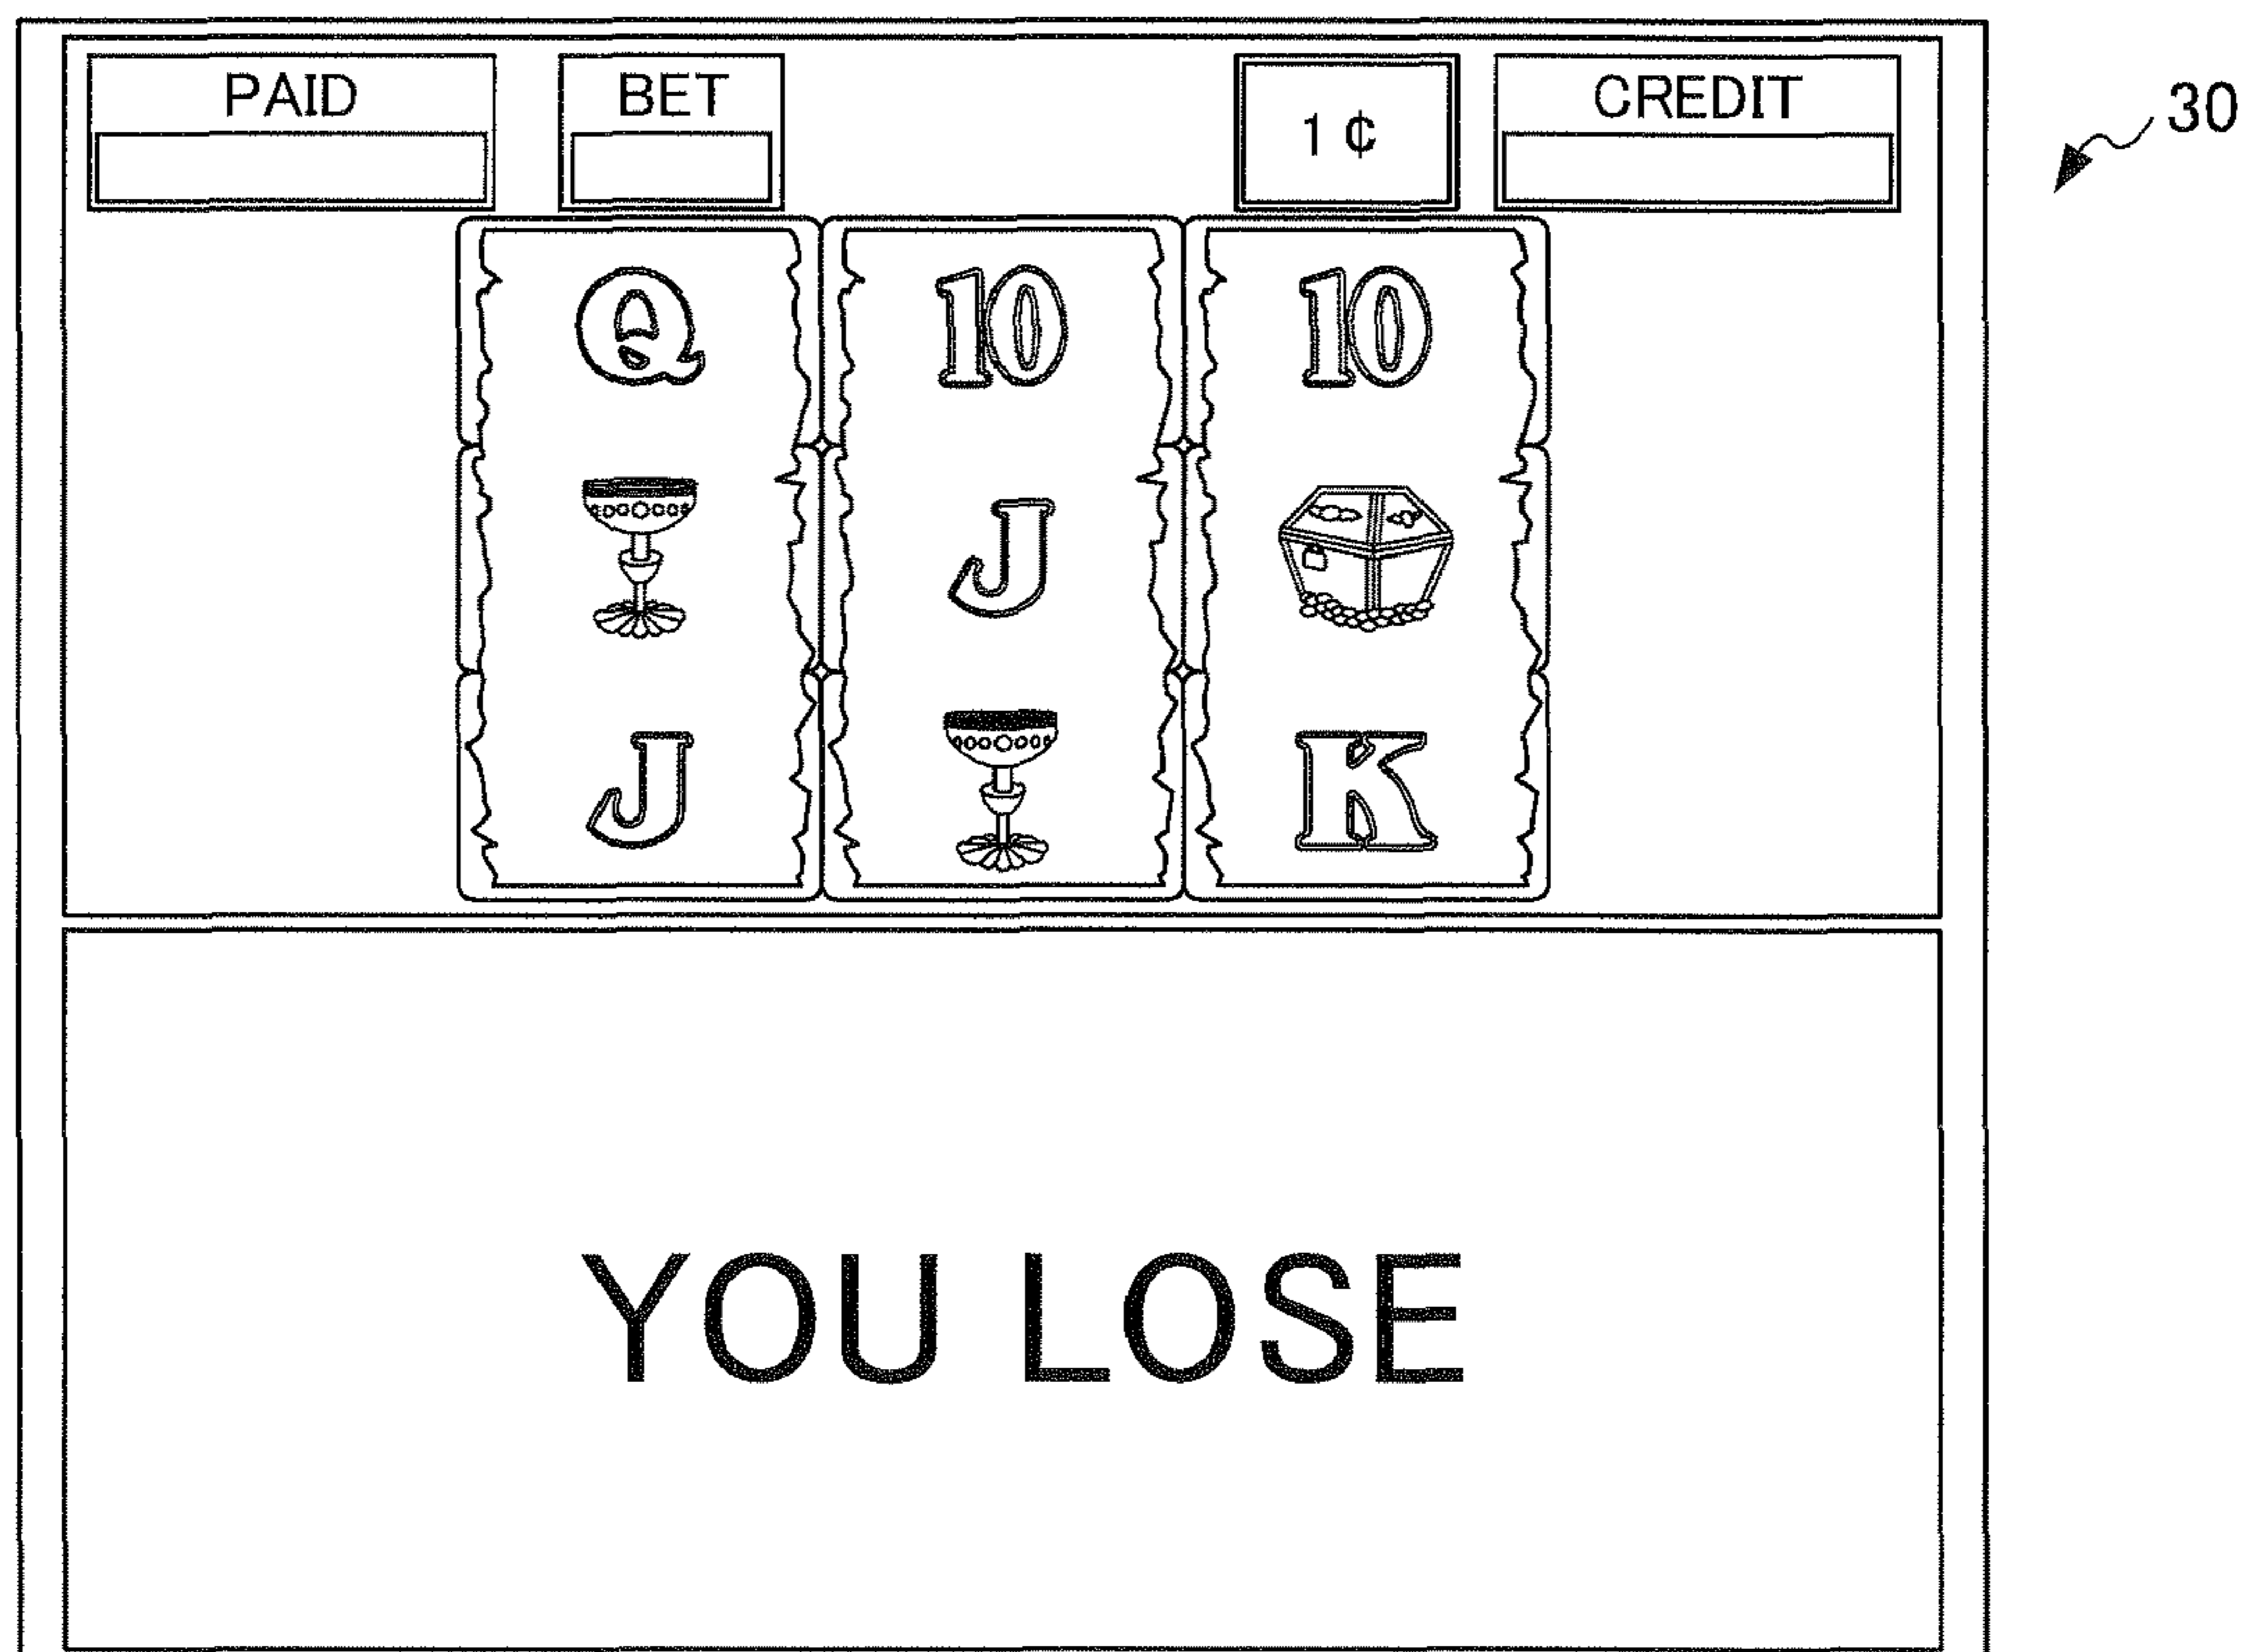 PAID BET 1¢ CREDIT
30
Q 10 10
J
J K
YOU LOSE